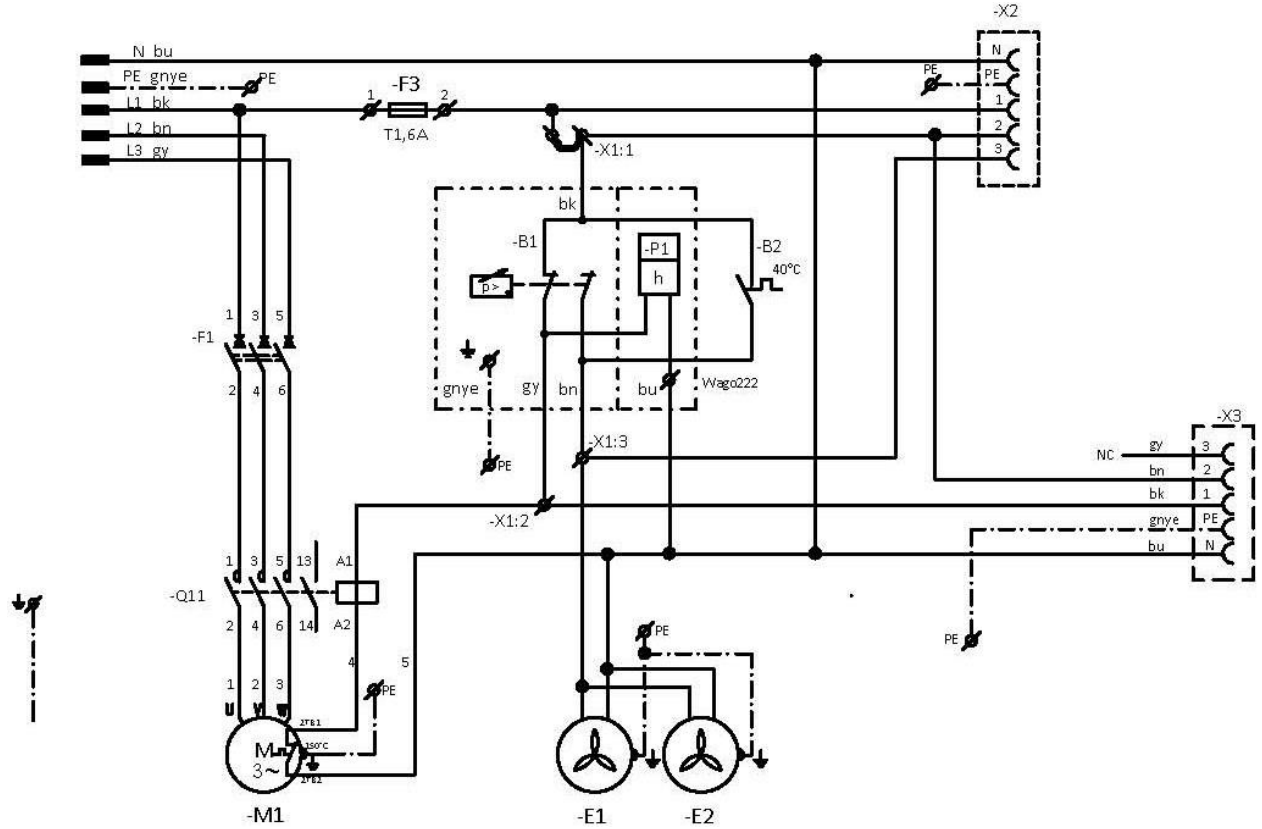 -X2
N bu
N
PE gnye
PE
-F3
PE
PE
1
2
L1 bk
1
T1,6A
L2 bn
2
-X1:1
L3 gy
3
bk
-B1
-P1
-B2
h
40°C
p>
1
3
5
-F1
2
4
6
gnye
gy
bn
bu
Wago222
-X3
-X1:3
NC
gy
3
PE
bn
2
bk
1
-X1:2
gnye
PE
bu
N
1
3
5
13
A1
-Q11
2
4
6
14
A2
PE
PE
4
5
1
2
3
PE
U
V
W
2TB1
M
150°C
3~
2TB2
-M1
-E1
-E2